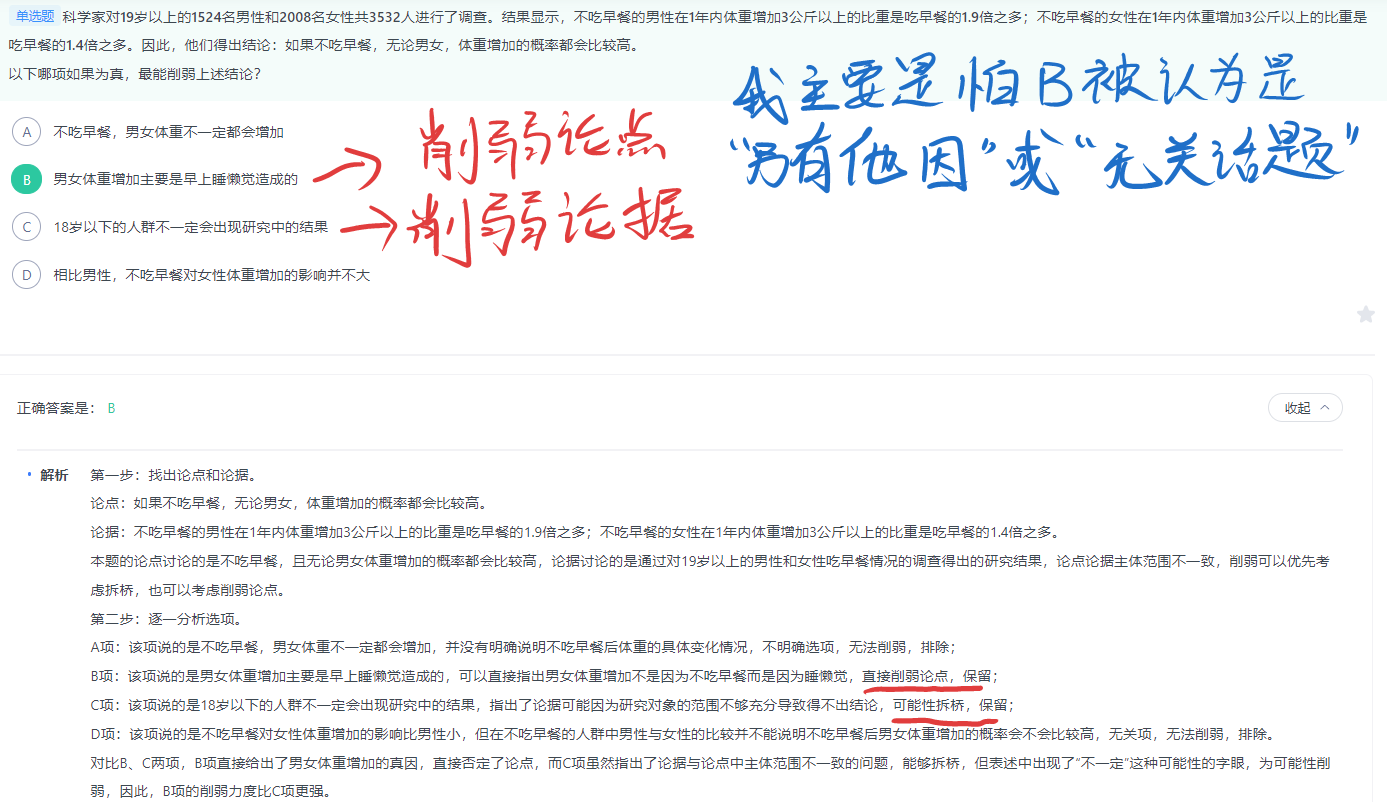 单选题 科学家对19岁以上的1524名男性和2008名女性共3532人进行了调查。结果显示，不吃早餐的男性在1年内体重增加3公斤以上的比重是吃早餐的1.9倍之多；不吃早餐的女性在1年内体重增加3公斤以上的比重是
吃早餐的1.4倍之多。因此，他们得出结论：如果不吃早餐，无论男女，体重增加的概率都会比较高。
以下哪项如果为真，最能削弱上述结论？
我主要是怕B被认为是
“另有他因”或“无关话题”
A 不吃早餐，男女体重不一定都会增加
削弱论点
B 男女体重增加主要是早上睡懒觉造成的
C 18岁以下的人群不一定会出现研究中的结果
削弱论据
D 相比男性，不吃早餐对女性体重增加的影响并不大
正确答案是： B
收起
解析 第一步：找出论点和论据。
论点：如果不吃早餐，无论男女，体重增加的概率都会比较高。
论据：不吃早餐的男性在1年内体重增加3公斤以上的比重是吃早餐的1.9倍之多；不吃早餐的女性在1年内体重增加3公斤以上的比重是吃早餐的1.4倍之多。
本题的论点讨论的是不吃早餐，且无论男女体重增加的概率都会比较高，论据讨论的是通过对19岁以上的男性和女性吃早餐情况的调查得出的研究结果，论点论据主体范围不一致，削弱可以优先考
虑拆桥，也可以考虑削弱论点。
第二步：逐一分析选项。
A项：该项说的是不吃早餐，男女体重不一定都会增加，并没有明确说明不吃早餐后体重的具体变化情况，不明确选项，无法削弱，排除；
B项：该项说的是男女体重增加主要是早上睡懒觉造成的，可以直接指出男女体重增加不是因为不吃早餐而是因为睡懒觉，直接削弱论点，保留；
C项：该项说的是18岁以下的人群不一定会出现研究中的结果，指出了论据可能因为研究对象的范围不够充分导致得不出结论，可能性拆桥，保留；
D项：该项说的是不吃早餐对女性体重增加的影响比男性小，但在不吃早餐的人群中男性与女性的比较并不能说明不吃早餐后男女体重增加的概率会不会比较高，无关项，无法削弱，排除。
对比B、C两项，B项直接给出了男女体重增加的真因，直接否定了论点，而C项虽然指出了论据与论点中主体范围不一致的问题，能够拆桥，但表述中出现了“不一定”这种可能性的字眼，为可能性削
弱，因此，B项的削弱力度比C项更强。